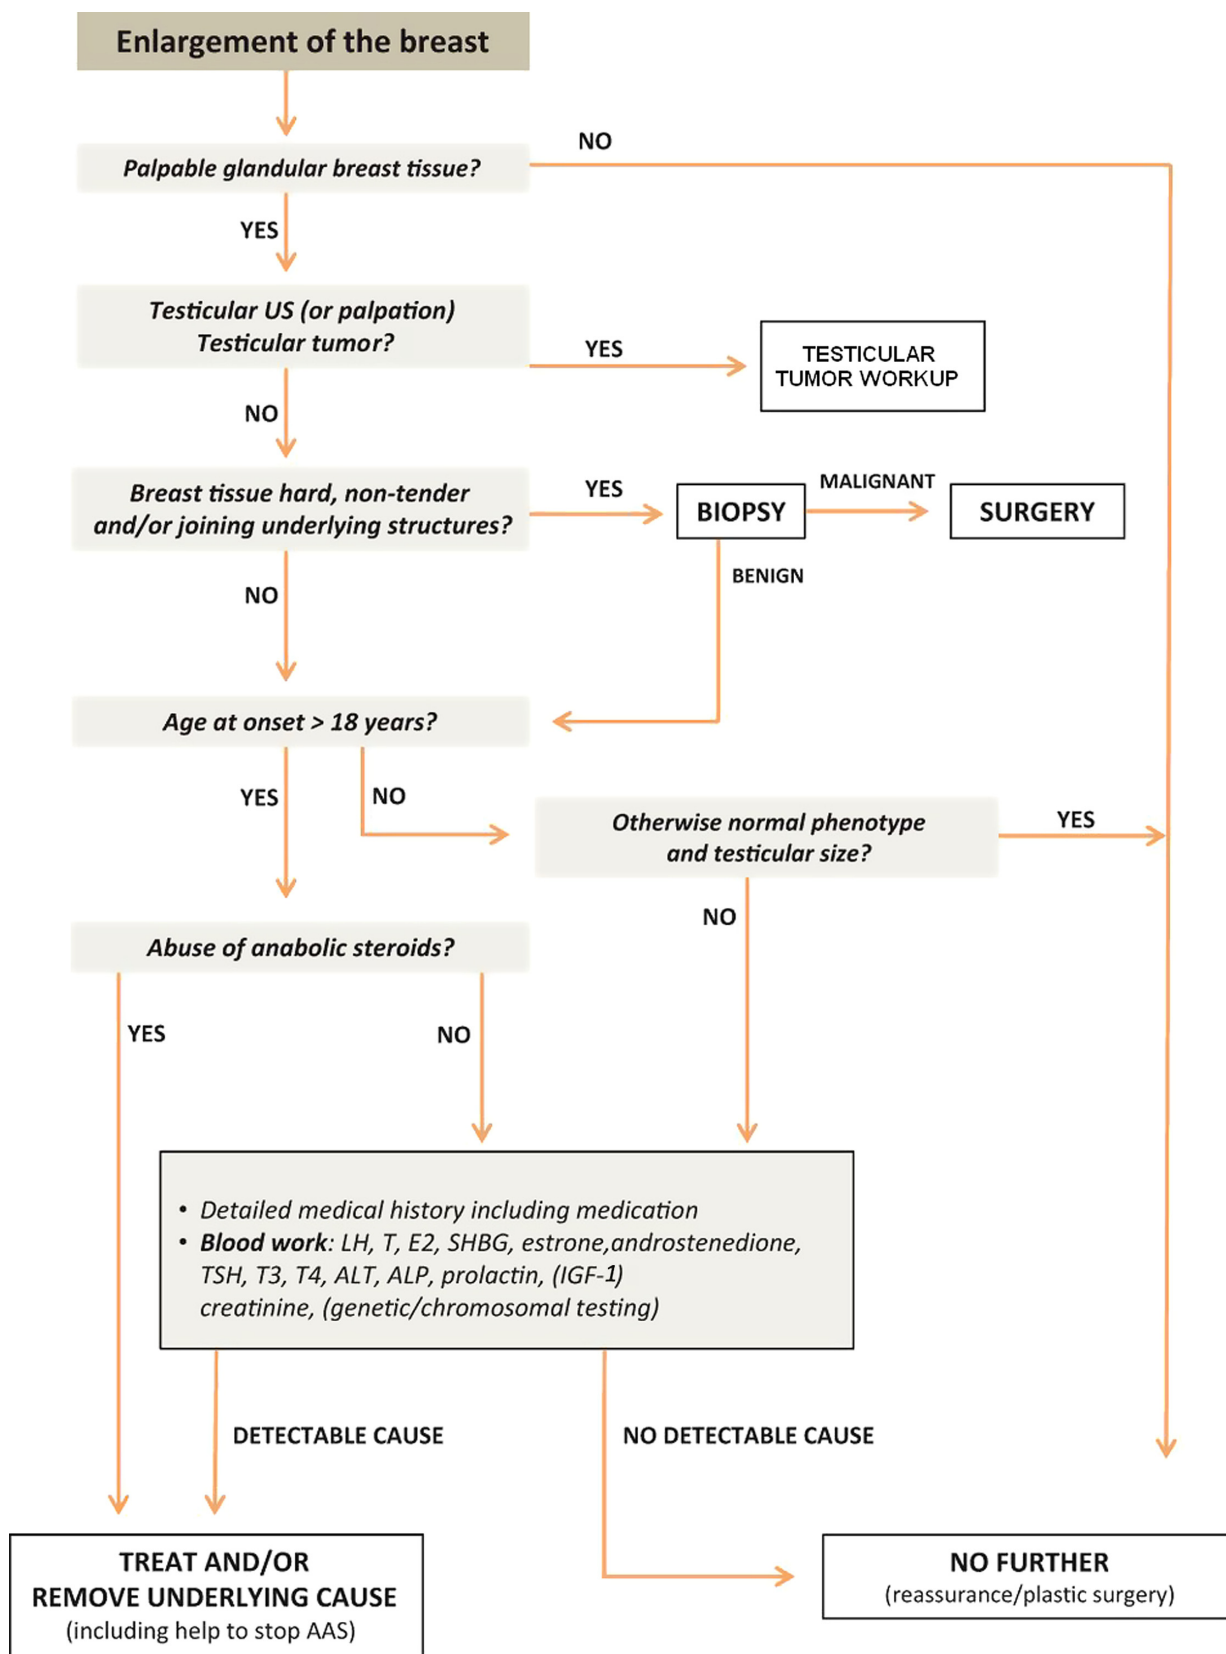 Enlargement of the breast
NO
Palpable glandular breast tissue?
YES
Testicular US (or palpation)
Testicular tumor?
YES
TESTICULAR
TUMOR WORKUP
NO
Breast tissue hard, non-tender
and/or joining underlying structures?
YES
BIOPSY
MALIGNANT
SURGERY
BENIGN
NO
Age at onset > 18 years?
YES
NO
Otherwise normal phenotype
and testicular size?
YES
NO
Abuse of anabolic steroids?
YES
NO
• Detailed medical history including medication
• Blood work: LH, T, E2, SHBG, estrone,androstenedione,
TSH, T3, T4, ALT, ALP, prolactin, (IGF-1)
creatinine, (genetic/chromosomal testing)
DETECTABLE CAUSE
NO DETECTABLE CAUSE
TREAT AND/OR
REMOVE UNDERLYING CAUSE
(including help to stop AAS)
NO FURTHER
(reassurance/plastic surgery)